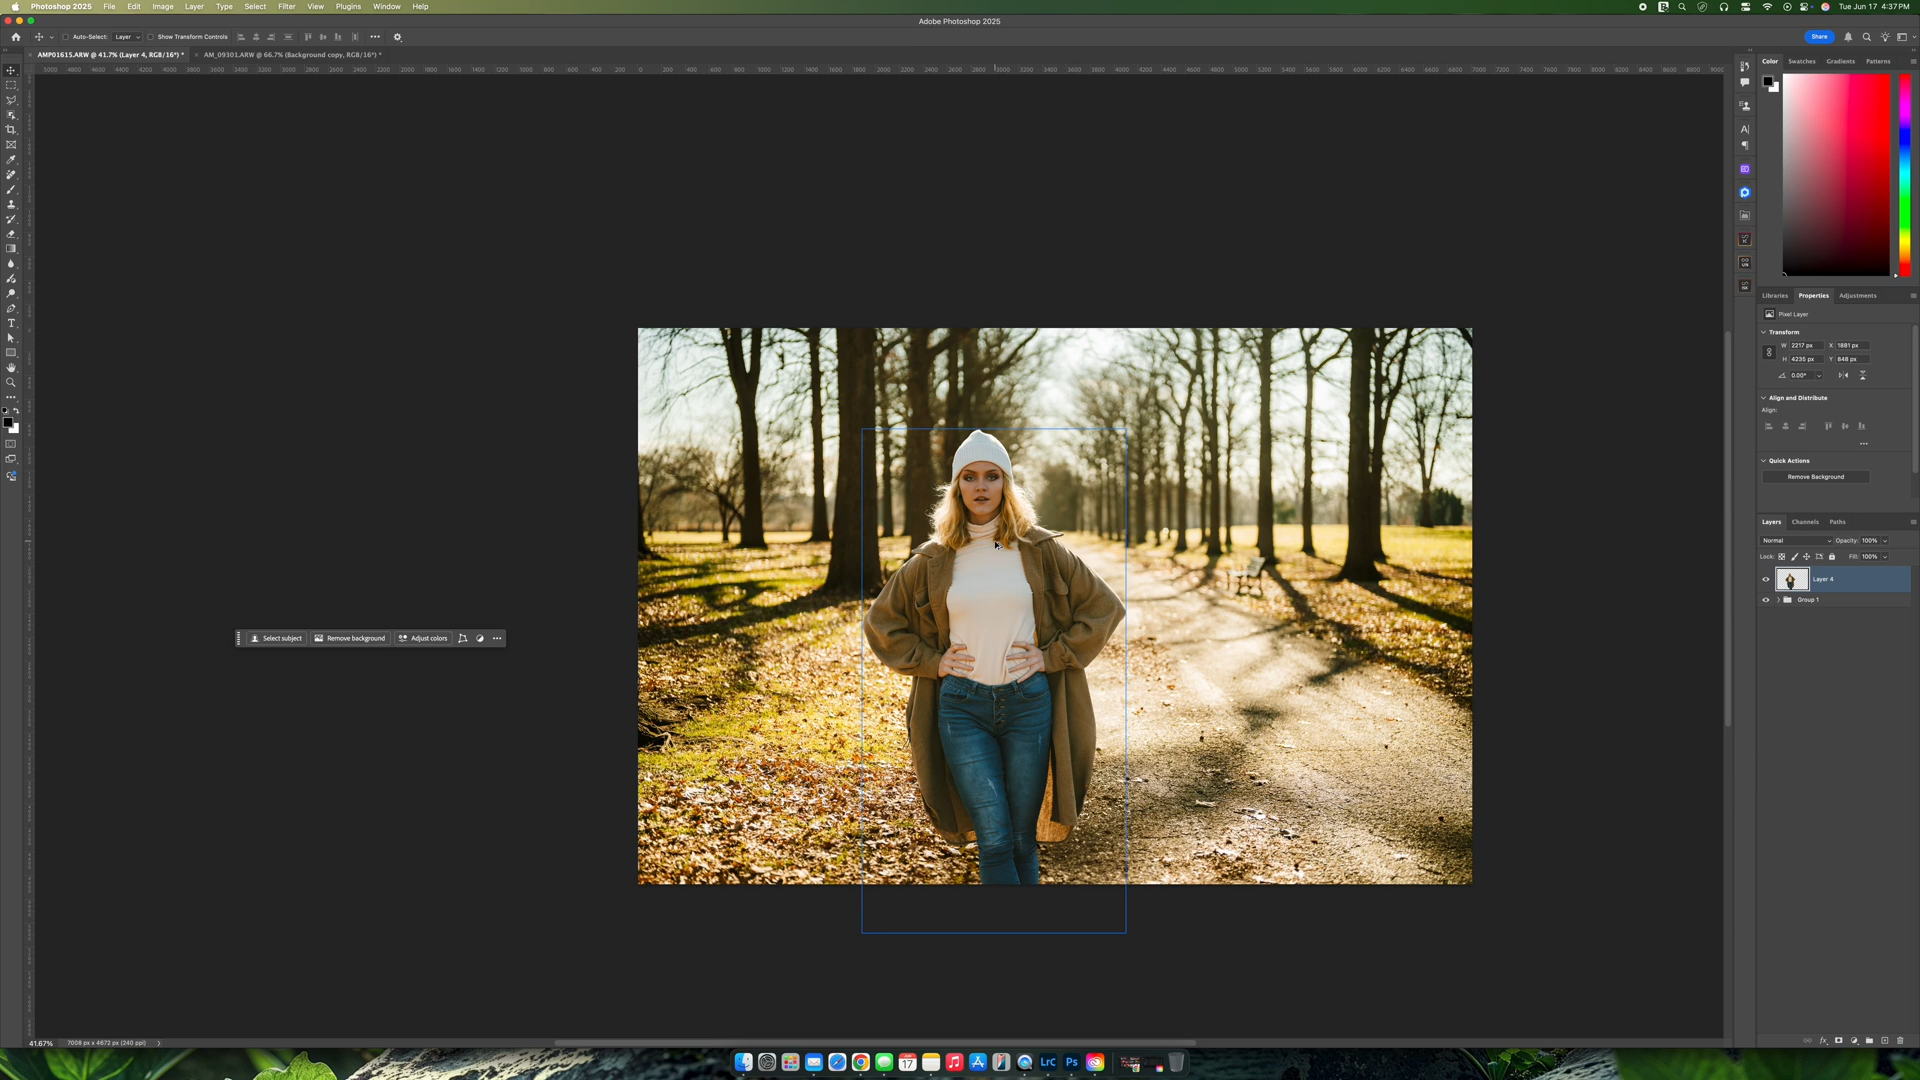 Photoshop 2025 File Edit Image Layer Type Select Filter View Plugins Window Help Tue Jun 17 4:37 PM
Adobe Photoshop 2025
Auto-Select: Layer Show Transform Controls Share
AMP01615.ARW @ 41.7% (Layer 4, RGB/16*) * AM_09301.ARW @ 66.7% (Background copy, RGB/16*) *
Color Swatches Gradients Patterns
Libraries Properties Adjustments
Pixel Layer
Transform
W 2217 px X 1881 px
H 4235 px Y 848 px
0.00°
Align and Distribute
Align:
Quick Actions
Remove Background
Layers Channels Paths
Normal Opacity: 100%
Lock: Fill: 100%
Layer 4
Group 1
Select subject Remove background Adjust colors
41.67% 7008 px x 4672 px (240 ppi)
17 LrC Ps